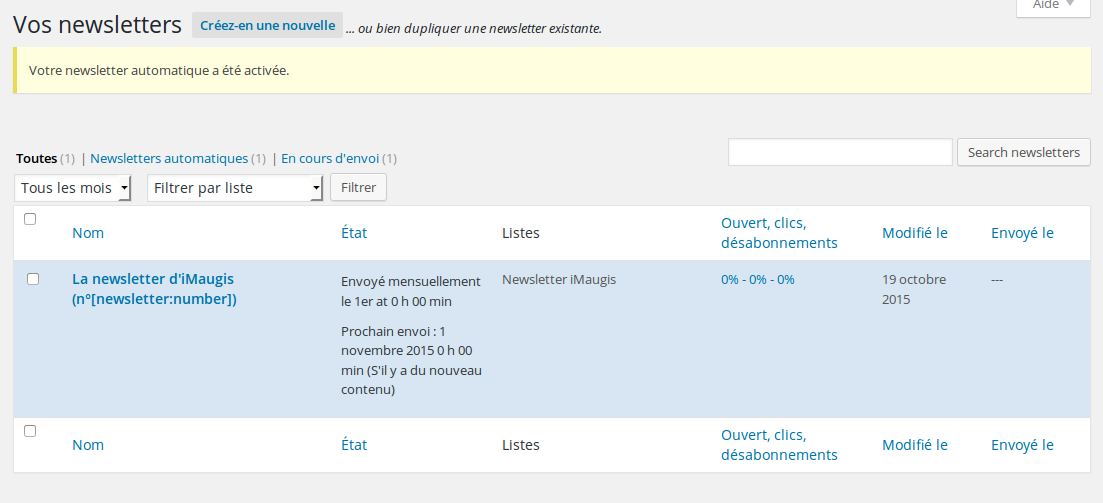 Aide
Vos newsletters Créez-en une nouvelle ... ou bien dupliquer une newsletter existante.
Votre newsletter automatique a été activée.
Toutes (1) | Newsletters automatiques (1) | En cours d'envoi (1)
Search newsletters
Tous les mois Filtrer par liste Filtrer
Nom État Listes Ouvert, clics, désabonnements Modifié le Envoyé le
La newsletter d'iMaugis
(n°[newsletter:number])
Envoyé mensuellement
le 1er at 0 h 00 min
Prochain envoi : 1
novembre 2015 0 h 00
min (S'il y a du nouveau
contenu)
Newsletter iMaugis
0% - 0% - 0%
19 octobre
2015
---
Nom État Listes Ouvert, clics, désabonnements Modifié le Envoyé le